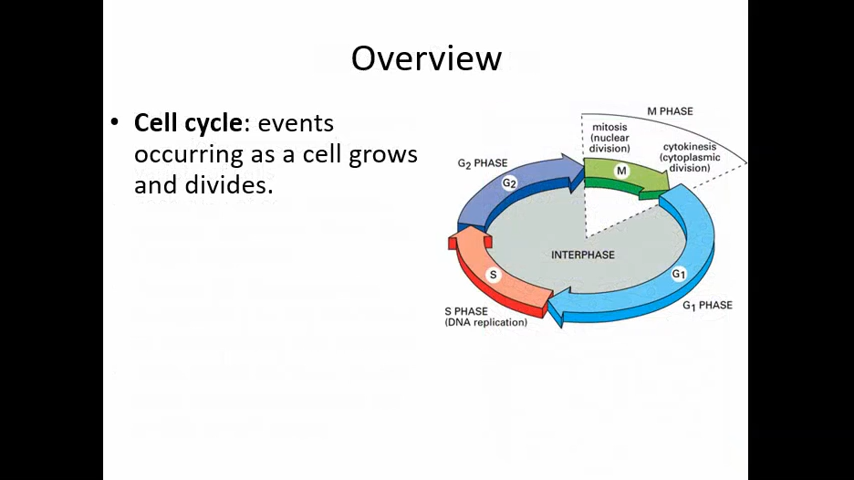 Overview
• Cell cycle: events
occurring as a cell grows
and divides.
M PHASE
mitosis
(nuclear
division)
cytokinesis
(cytoplasmic
division)
G2 PHASE
G2
M
INTERPHASE
S
G1
S PHASE
(DNA replication)
G1 PHASE